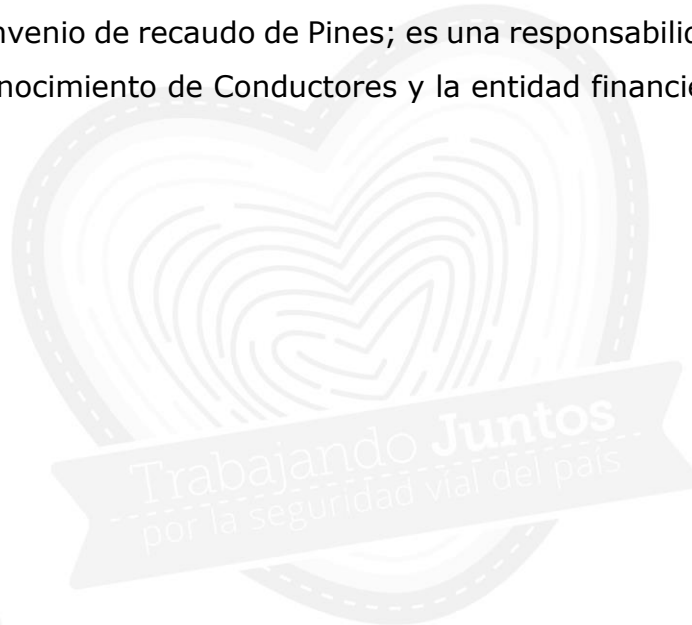 nvenio de recaudo de Pines; es una responsabilid
nocimiento de Conductores y la entidad financie
Trabajando Juntos
por la seguridad vial del país